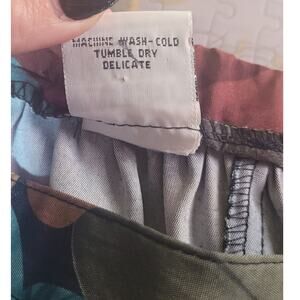 MACHINE WASH-COLD
TUMBLE DRY
DELICATE